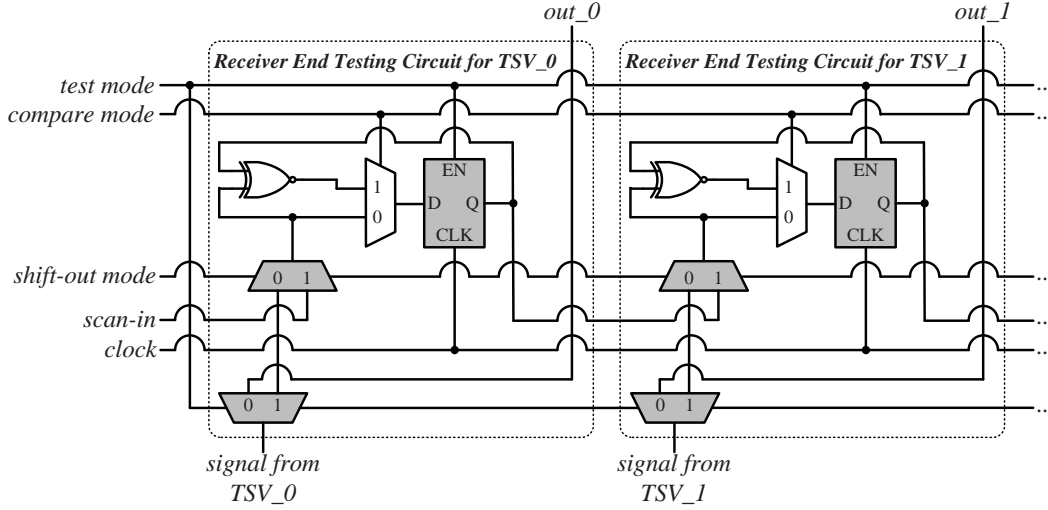 out_0
out_1
Receiver End Testing Circuit for TSV_0
Receiver End Testing Circuit for TSV_1
test mode
compare mode
1
0
EN
D
Q
CLK
1
0
EN
D
Q
CLK
shift-out mode
0 1
0 1
scan-in
clock
0 1
0 1
signal from
TSV_0
signal from
TSV_1
..
..
..
..
..
..